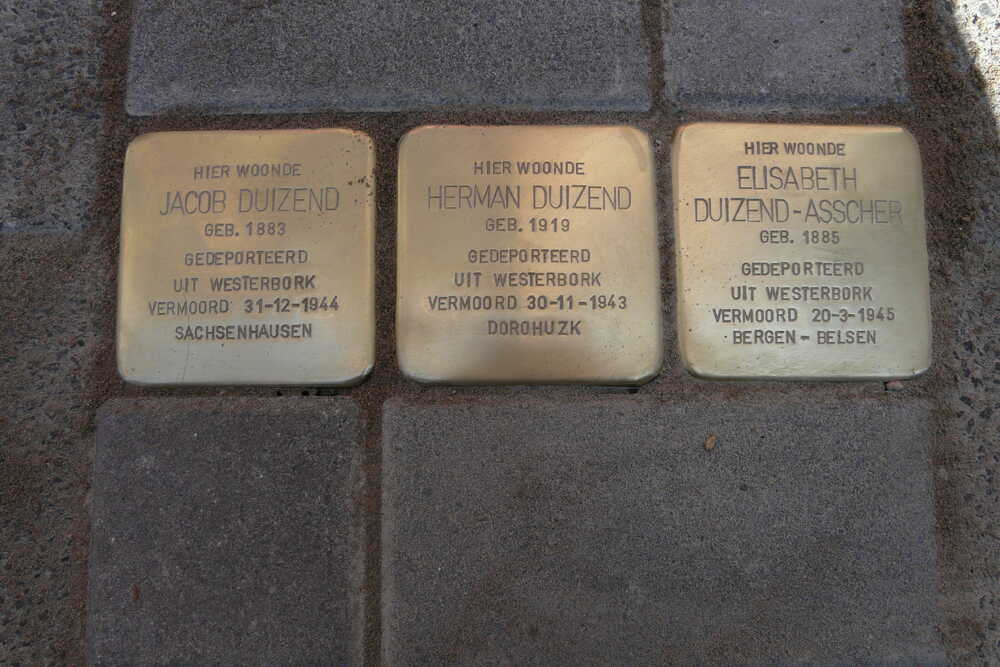 HIER WOONDE
JACOB DUIZEND
GEB. 1883
GEDEPORTEERD
UIT WESTERBORK
VERMOORD 31-12-1944
SACHSENHAUSEN
HIER WOONDE
HERMAN DUIZEND
GEB. 1919
GEDEPORTEERD
UIT WESTERBORK
VERMOORD 30-11-1943
DOROHUZK
HIER WOONDE
ELISABETH
DUIZEND-ASSCHER
GEB. 1885
GEDEPORTEERD
UIT WESTERBORK
VERMOORD 20-3-1945
BERGEN - BELSEN